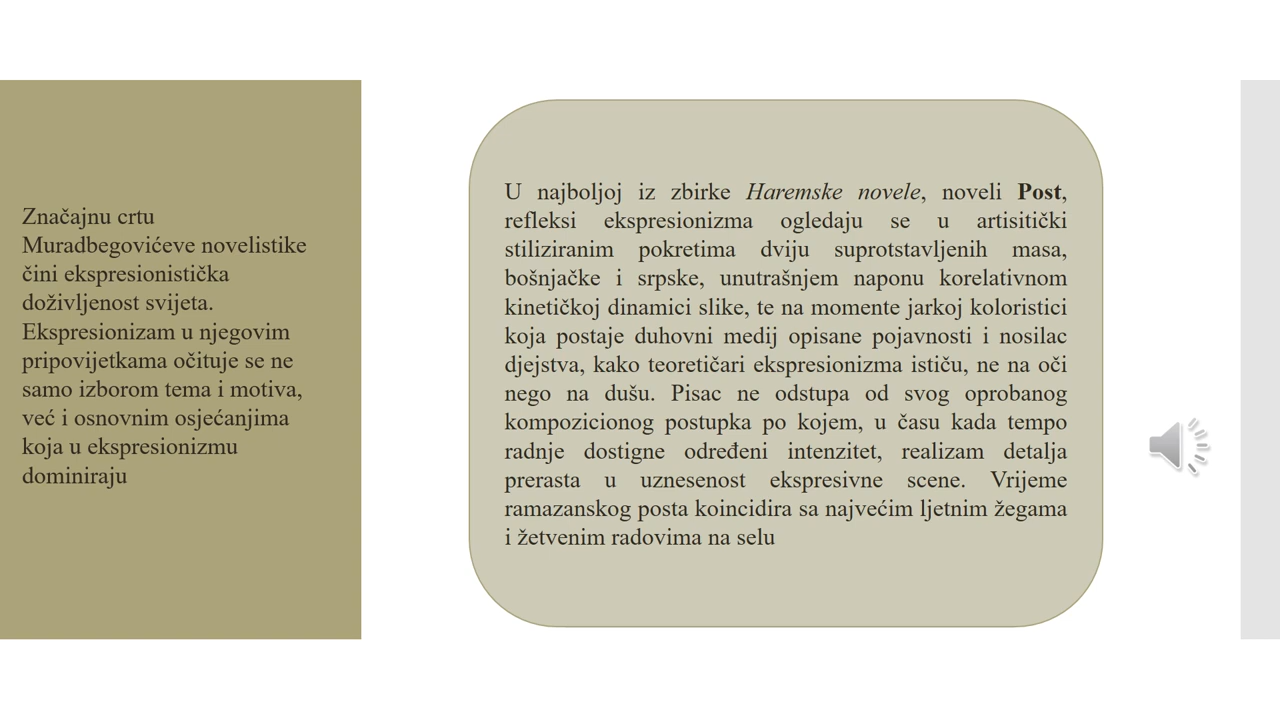 Značajnu crtu
Muradbegovićeve novelistike
čini ekspresionistička
doživljenost svijeta.
Ekspresionizam u njegovim
pripovijetkama očituje se ne
samo izborom tema i motiva,
već i osnovnim osjećanjima
koja u ekspresionizmu
dominiraju
U najboljoj iz zbirke Haremske novele, noveli Post,
refleksi ekspresionizma ogledaju se u artisitički
stiliziranim pokretima dviju suprotstavljenih masa,
bošnjačke i srpske, unutrašnjem naponu korelativnom
kinetičkoj dinamici slike, te na momente jarkoj koloristici
koja postaje duhovni medij opisane pojavnosti i nosilac
djejstva, kako teoretičari ekspresionizma ističu, ne na oči
nego na dušu. Pisac ne odstupa od svog oprobanog
kompozicionog postupka po kojem, u času kada tempo
radnje dostigne određeni intenzitet, realizam detalja
prerasta u uznesenost ekspresivne scene. Vrijeme
ramazanskog posta koincidira sa najvećim ljetnim žegama
i žetvenim radovima na selu